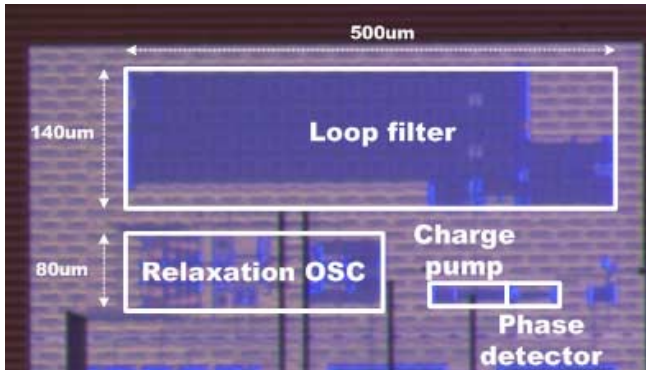 500um
140um
Loop filter
80um
Relaxation OSC
Charge
pump
Phase
detector